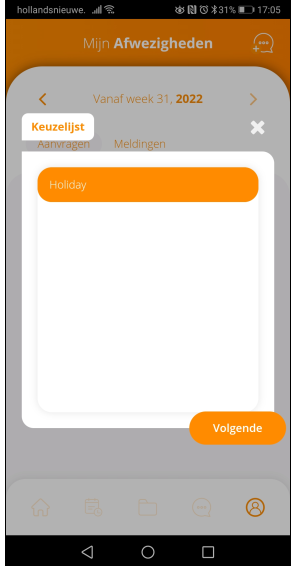 hollandsnieuwe. 31% 17:05
Mijn Afwezigheden
Vanaf week 31, 2022
Keuzelijst
Aanvragen Meldingen
Holiday
Volgende